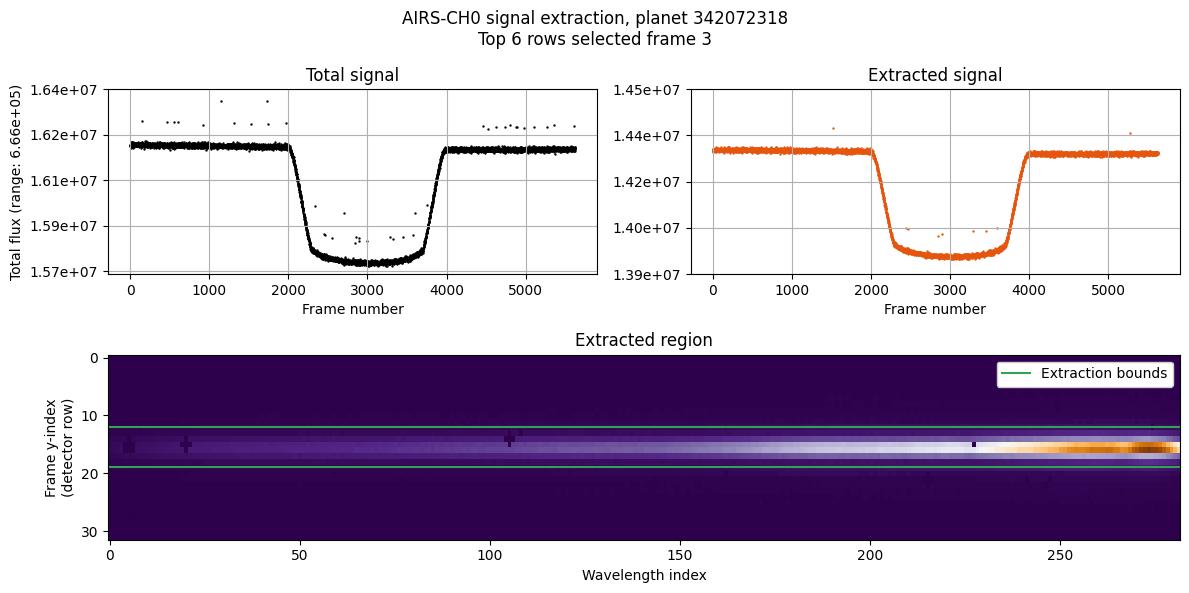 AIRS-CH0 signal extraction, planet 342072318
Top 6 rows selected frame 3
Total signal
Total flux (range: 6.66e+05)
1.64e+07
1.62e+07
1.61e+07
1.59e+07
1.57e+07
0 1000 2000 3000 4000 5000
Frame number
Extracted signal
1.45e+07
1.44e+07
1.42e+07
1.40e+07
1.39e+07
0 1000 2000 3000 4000 5000
Frame number
Extracted region
Extraction bounds
Frame y-index
(detector row)
0
10
20
30
0 50 100 150 200 250
Wavelength index